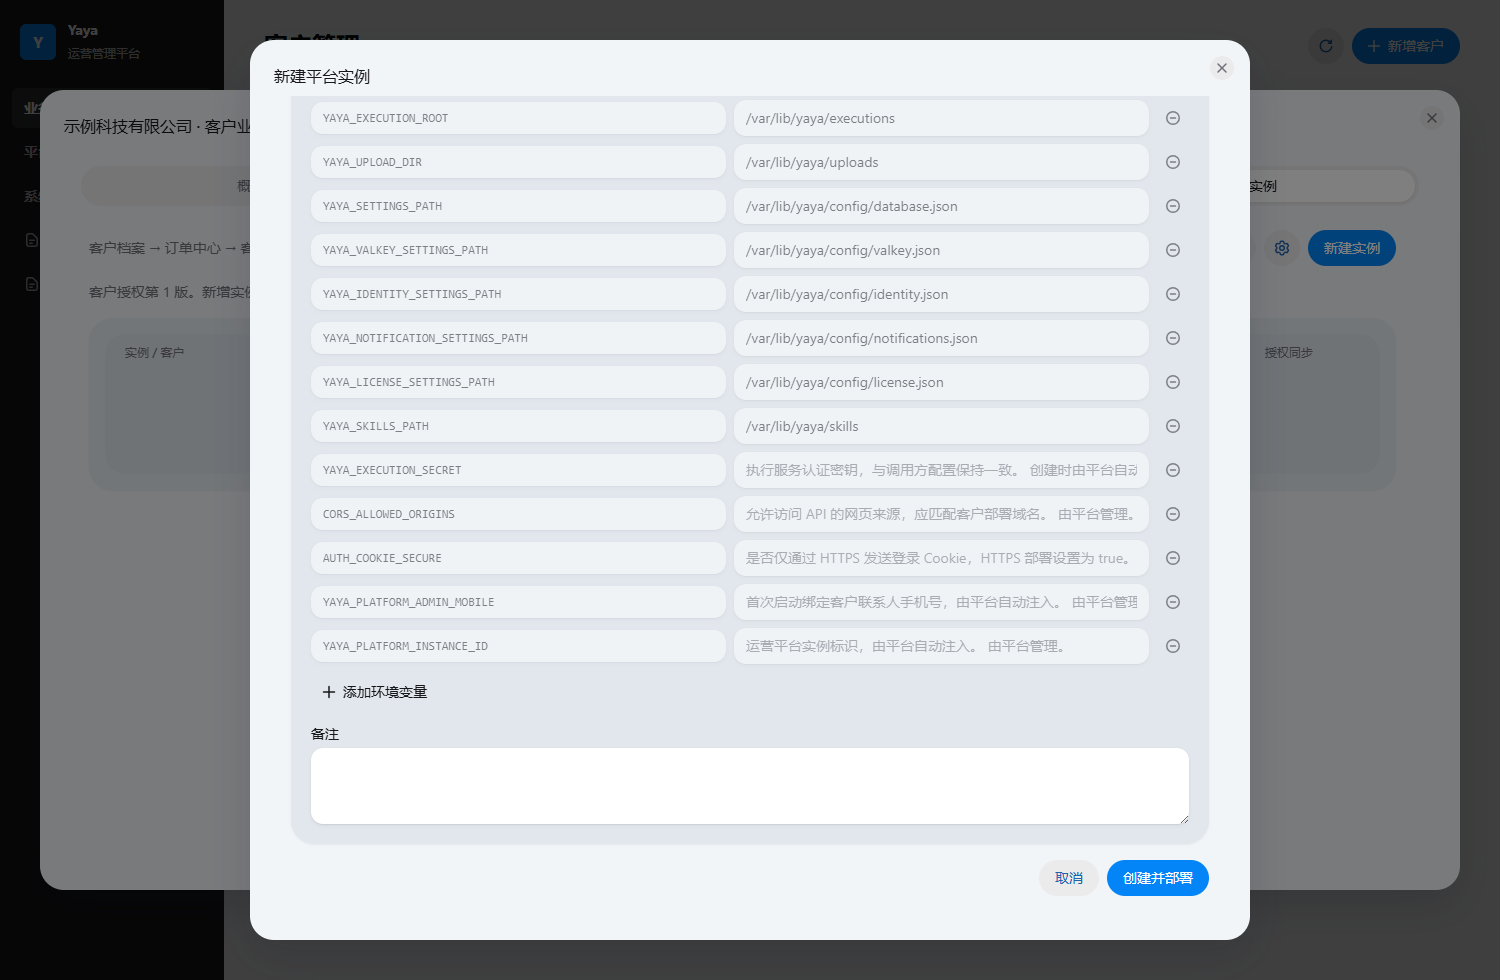 Y
Yaya
运营管理平台
新增客户
新建平台实例
示例科技有限公司 · 客户业
概
实例
客户档案 → 订单中心 → 客
新建实例
客户授权第 1 版。新增实例
实例 / 客户
授权同步
YAYA_EXECUTION_ROOT
/var/lib/yaya/executions
YAYA_UPLOAD_DIR
/var/lib/yaya/uploads
YAYA_SETTINGS_PATH
/var/lib/yaya/config/database.json
YAYA_VALKEY_SETTINGS_PATH
/var/lib/yaya/config/valkey.json
YAYA_IDENTITY_SETTINGS_PATH
/var/lib/yaya/config/identity.json
YAYA_NOTIFICATION_SETTINGS_PATH
/var/lib/yaya/config/notifications.json
YAYA_LICENSE_SETTINGS_PATH
/var/lib/yaya/config/license.json
YAYA_SKILLS_PATH
/var/lib/yaya/skills
YAYA_EXECUTION_SECRET
执行服务认证密钥，与调用方配置保持一致。 创建时由平台自动
CORS_ALLOWED_ORIGINS
允许访问 API 的网页来源，应匹配客户部署域名。 由平台管理。
AUTH_COOKIE_SECURE
是否仅通过 HTTPS 发送登录 Cookie，HTTPS 部署设置为 true。
YAYA_PLATFORM_ADMIN_MOBILE
首次启动绑定客户联系人手机号，由平台自动注入。 由平台管理
YAYA_PLATFORM_INSTANCE_ID
运营平台实例标识，由平台自动注入。 由平台管理。
添加环境变量
备注
取消
创建并部署